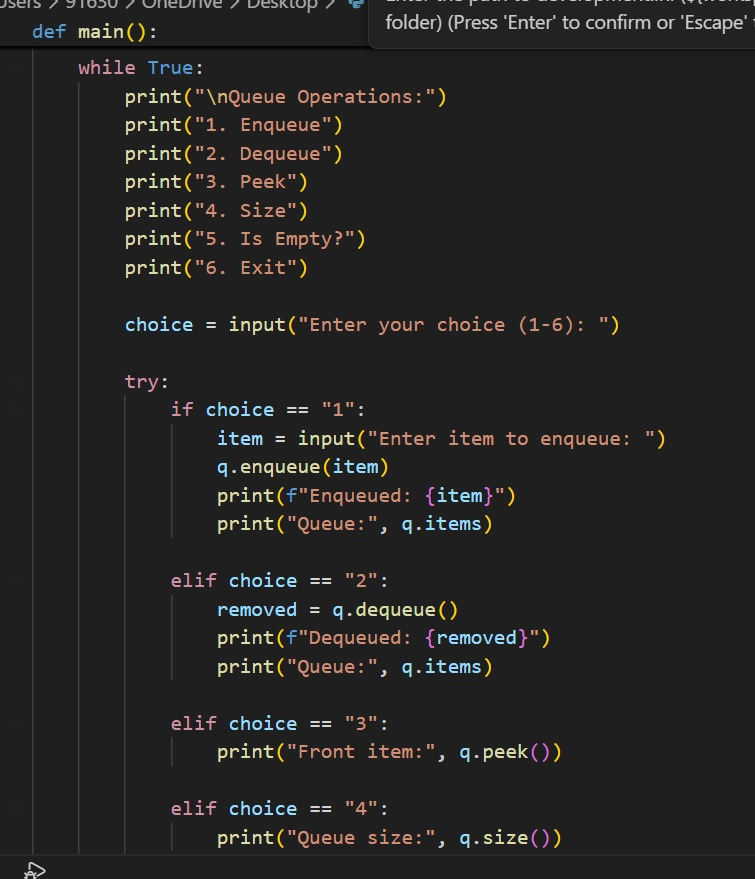 91630 > OneDrive > Desktop >
folder) (Press 'Enter' to confirm or 'Escape'
def main():
while True:
print("\nQueue Operations:")
print("1. Enqueue")
print("2. Dequeue")
print("3. Peek")
print("4. Size")
print("5. Is Empty?")
print("6. Exit")
choice = input("Enter your choice (1-6): ")
try:
if choice == "1":
item = input("Enter item to enqueue: ")
q.enqueue(item)
print(f"Enqueued: {item}")
print("Queue:", q.items)
elif choice == "2":
removed = q.dequeue()
print(f"Dequeued: {removed}")
print("Queue:", q.items)
elif choice == "3":
print("Front item:", q.peek())
elif choice == "4":
print("Queue size:", q.size())